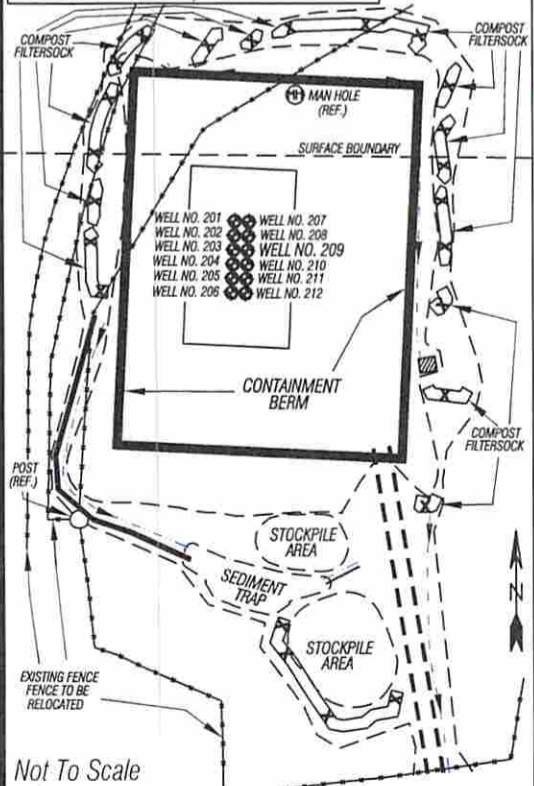 COMPOST
FILTERSOCK
COMPOST
FILTERSOCK
MAN HOLE
(REF.)
SURFACE BOUNDARY
WELL NO. 201
WELL NO. 202
WELL NO. 203
WELL NO. 204
WELL NO. 205
WELL NO. 206
WELL NO. 207
WELL NO. 208
WELL NO. 209
WELL NO. 210
WELL NO. 211
WELL NO. 212
CONTAINMENT
BERM
COMPOST
FILTERSOCK
POST
(REF.)
STOCKPILE
AREA
SEDIMENT
TRAP
STOCKPILE
AREA
N
EXISTING FENCE
FENCE TO BE
RELOCATED
Not To Scale